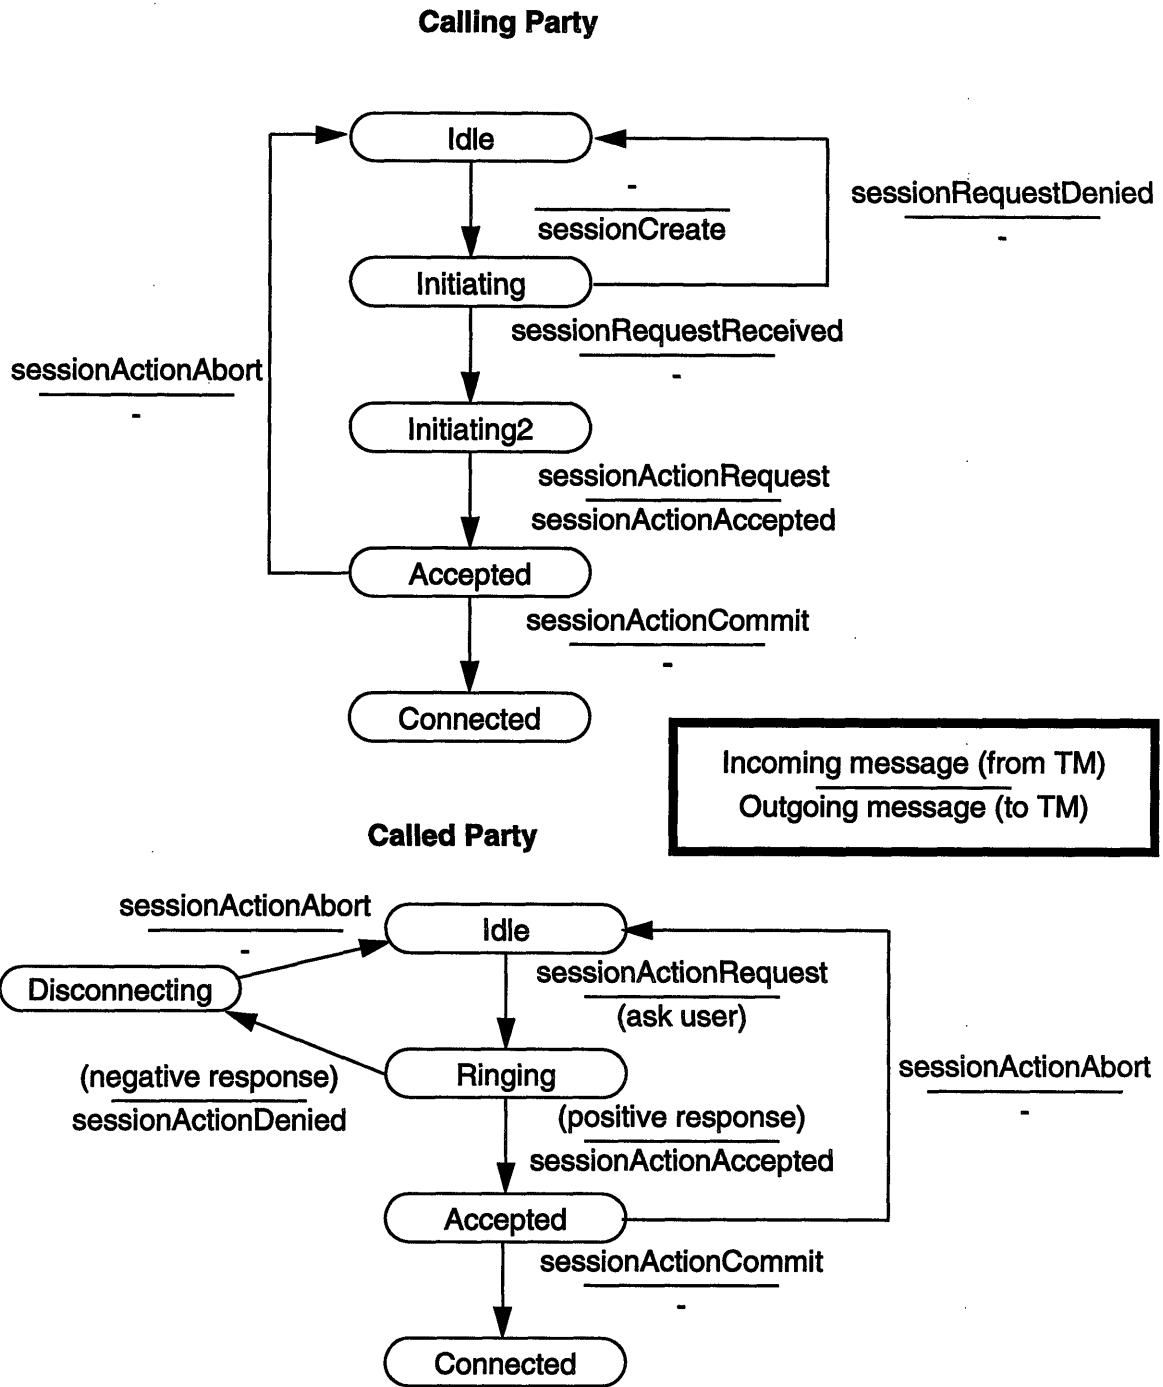 Calling Party
Idle
-
sessionCreate
sessionRequestDenied
-
Initiating
sessionRequestReceived
-
sessionActionAbort
-
Initiating2
sessionActionRequest
sessionActionAccepted
Accepted
sessionActionCommit
-
Connected
Incoming message (from TM)
Outgoing message (to TM)
Called Party
sessionActionAbort
-
Idle
sessionActionRequest
(ask user)
Disconnecting
Ringing
(negative response)
sessionActionDenied
sessionActionAbort
-
(positive response)
sessionActionAccepted
Accepted
sessionActionCommit
-
Connected